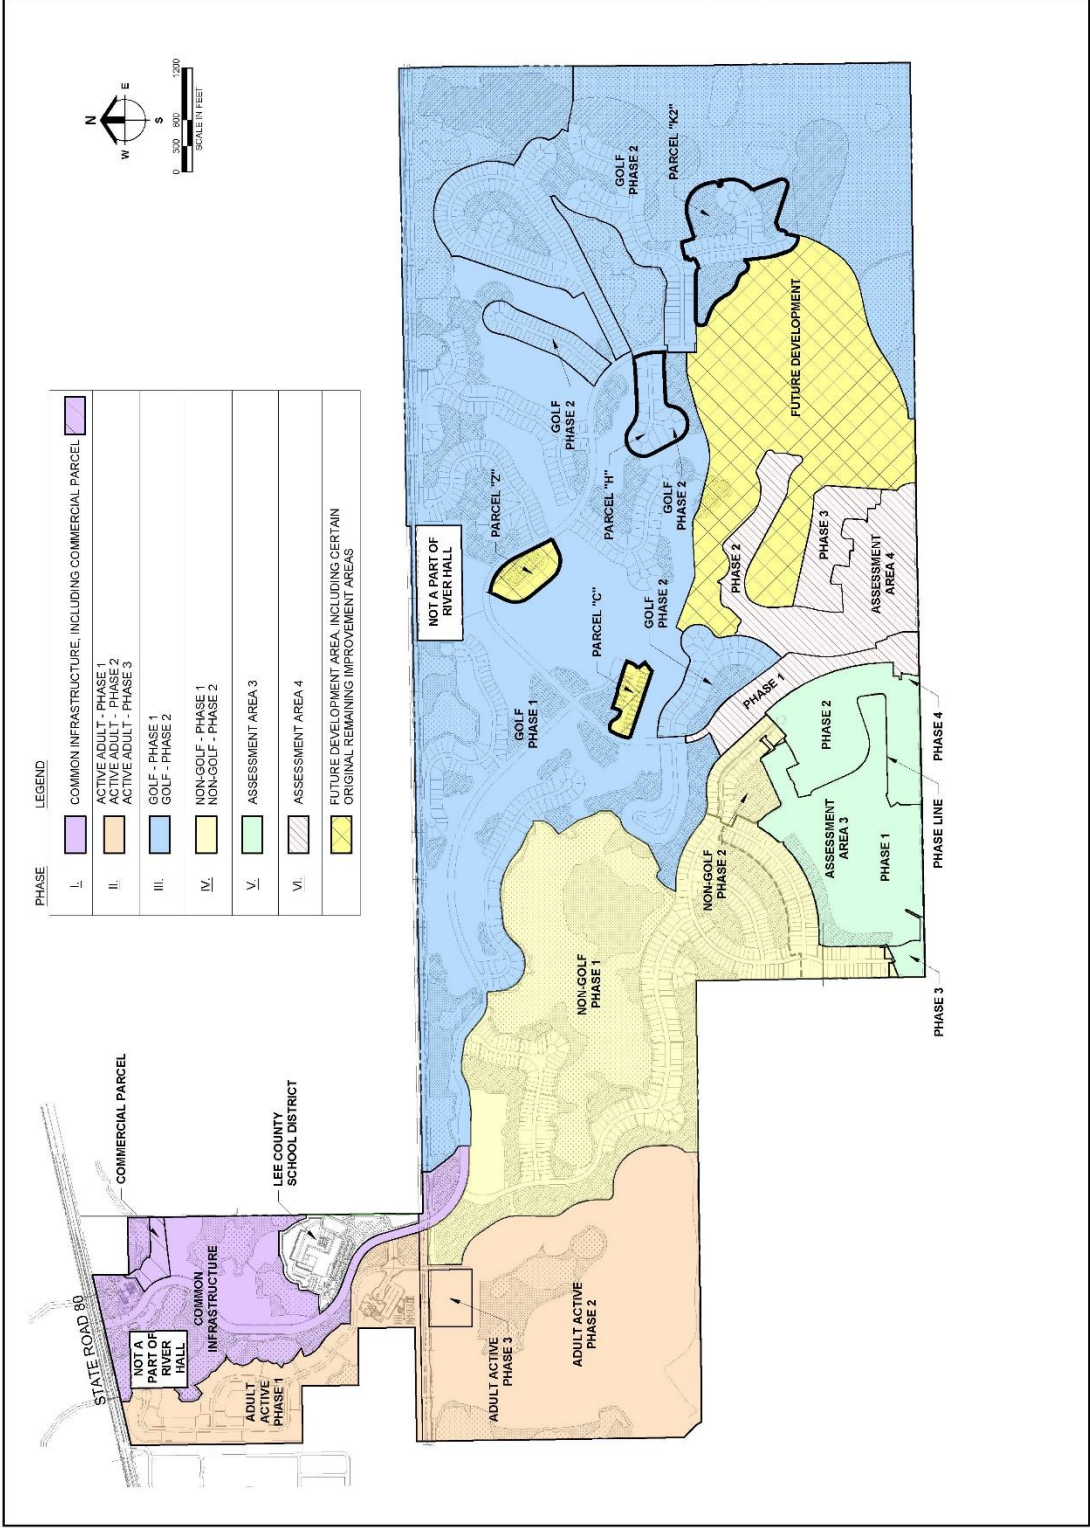 STATE ROAD 80
NOT A
PART OF
RIVER
HALL
COMMERCIAL PARCEL
COMMON
INFRASTRUCTURE
LEE COUNTY
SCHOOL DISTRICT
ADULT
ACTIVE
PHASE 1
ADULT ACTIVE
PHASE 3
ADULT ACTIVE
PHASE 2
PHASE
LEGEND
I.
COMMON INFRASTRUCTURE, INCLUDING COMMERCIAL PARCEL
II.
ACTIVE ADULT - PHASE 1
ACTIVE ADULT - PHASE 2
ACTIVE ADULT - PHASE 3
III.
GOLF - PHASE 1
GOLF - PHASE 2
IV.
NON-GOLF - PHASE 1
NON-GOLF - PHASE 2
V.
ASSESSMENT AREA 3
VI.
ASSESSMENT AREA 4
FUTURE DEVELOPMENT AREA, INCLUDING CERTAIN
ORIGINAL REMAINING IMPROVEMENT AREAS
N
W
E
S
0
300
600
1200
SCALE IN FEET
NOT A PART OF
RIVER HALL
PARCEL "Z"
GOLF
PHASE 1
GOLF
PHASE 2
GOLF
PHASE 2
PARCEL "K2"
PARCEL "H"
PARCEL "C"
GOLF
PHASE 2
GOLF
PHASE 2
NON-GOLF
PHASE 1
NON-GOLF
PHASE 2
PHASE 1
PHASE 2
PHASE 3
ASSESSMENT
AREA 4
FUTURE DEVELOPMENT
ASSESSMENT
AREA 3
PHASE 2
PHASE 1
PHASE 3
PHASE LINE
PHASE 4